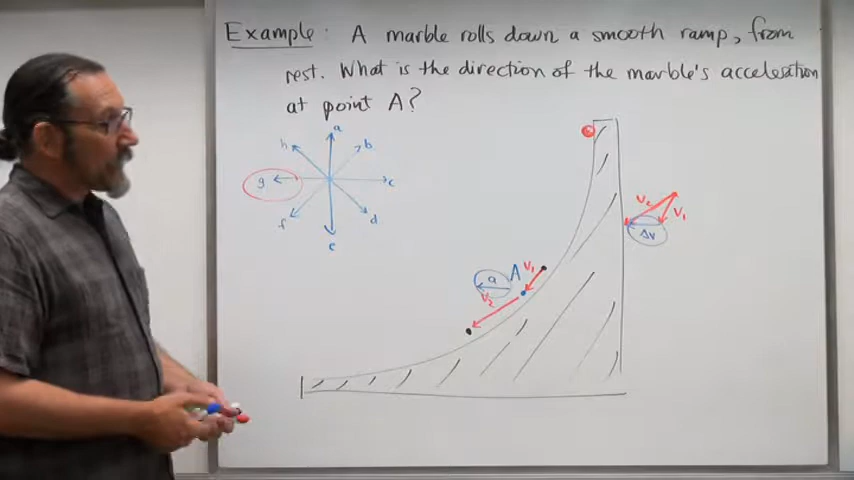 Example: A marble rolls down a smooth ramp, from
rest. What is the direction of the marble's acceleration
at point A?
a
h b
g c
f d
e
V₂ V₁
Δv
a A V₁
V₂